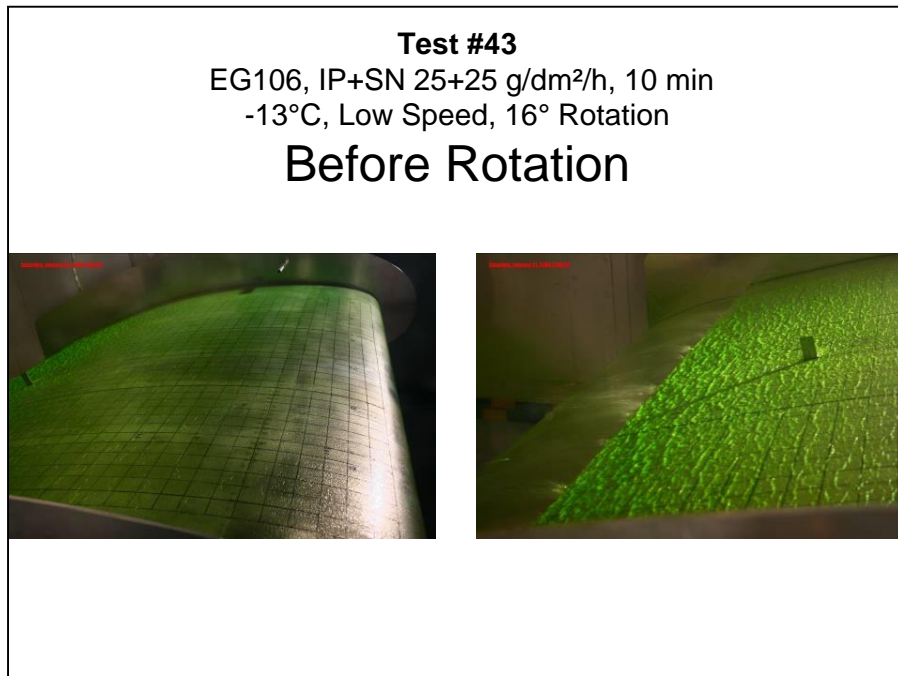 Test #43
EG106, IP+SN 25+25 g/dm²/h, 10 min
-13°C, Low Speed, 16° Rotation
Before Rotation